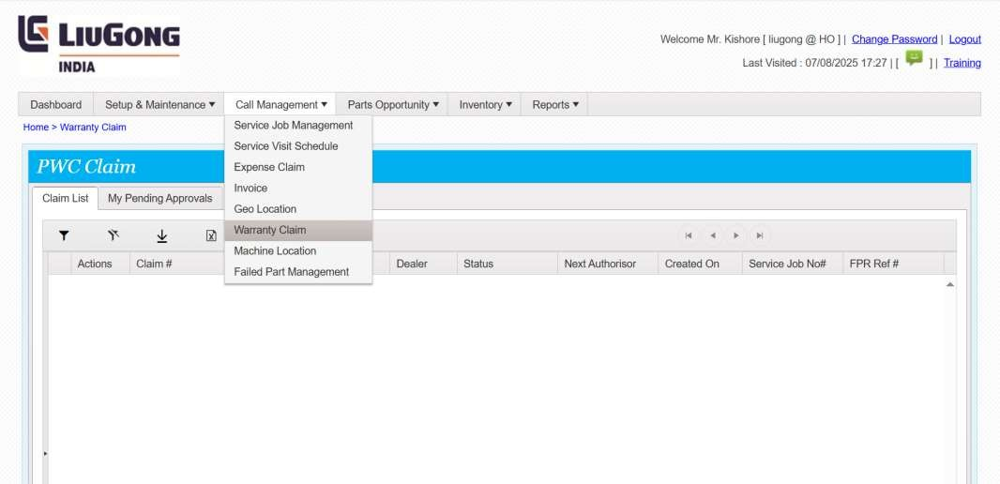 LIUGONG
INDIA
Welcome Mr. Kishore [ liugong @ HO ] | Change Password | Logout
Last Visited : 07/08/2025 17:27 | [ ] | Training
Dashboard Setup & Maintenance ▼ Call Management ▼ Parts Opportunity ▼ Inventory ▼ Reports ▼
Home > Warranty Claim
Service Job Management
Service Visit Schedule
Expense Claim
Invoice
Geo Location
Warranty Claim
Machine Location
Failed Part Management
PWC Claim
Claim List My Pending Approvals
Actions Claim # Dealer Status Next Authorisor Created On Service Job No# FPR Ref #